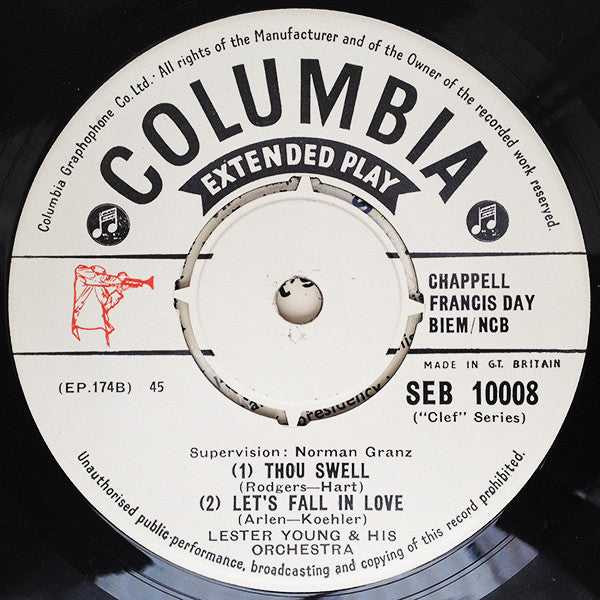 Columbia Graphophone Co. Ltd. · All rights of the Manufacturer and of the Owner of the recorded work reserved.
COLUMBIA
EXTENDED PLAY
CHAPPELL
FRANCIS DAY
BIEM/NCB
MADE IN GT. BRITAIN
(EP.174B) 45
SEB 10008
("Clef" Series)
Supervision: Norman Granz
(1) THOU SWELL
(Rodgers—Hart)
(2) LET'S FALL IN LOVE
(Arlen—Koehler)
LESTER YOUNG & HIS
ORCHESTRA
Unauthorised public performance, broadcasting and copying of this record prohibited.